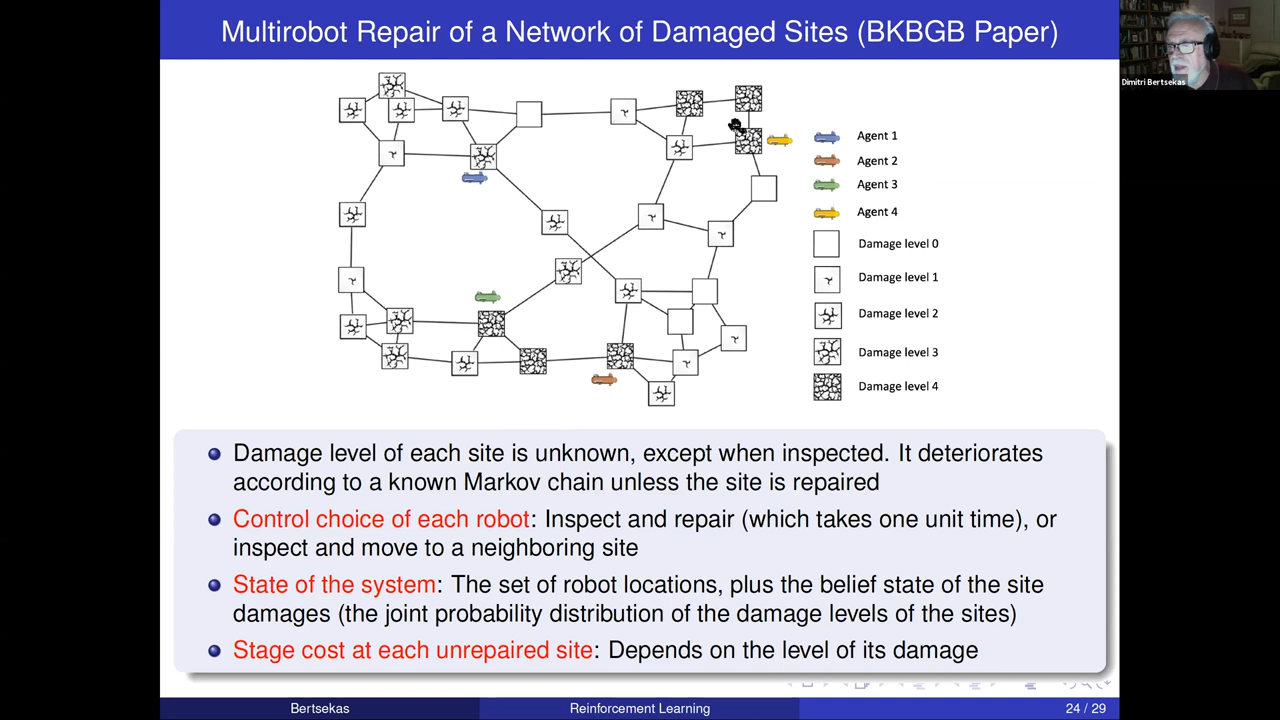 Multirobot Repair of a Network of Damaged Sites (BKBGB Paper)
Dimitri Bertsekas
Agent 1
Agent 2
Agent 3
Agent 4
Damage level 0
Damage level 1
Damage level 2
Damage level 3
Damage level 4
Damage level of each site is unknown, except when inspected. It deteriorates
according to a known Markov chain unless the site is repaired
Control choice of each robot: Inspect and repair (which takes one unit time), or
inspect and move to a neighboring site
State of the system: The set of robot locations, plus the belief state of the site
damages (the joint probability distribution of the damage levels of the sites)
Stage cost at each unrepaired site: Depends on the level of its damage
Bertsekas
Reinforcement Learning
24 / 29